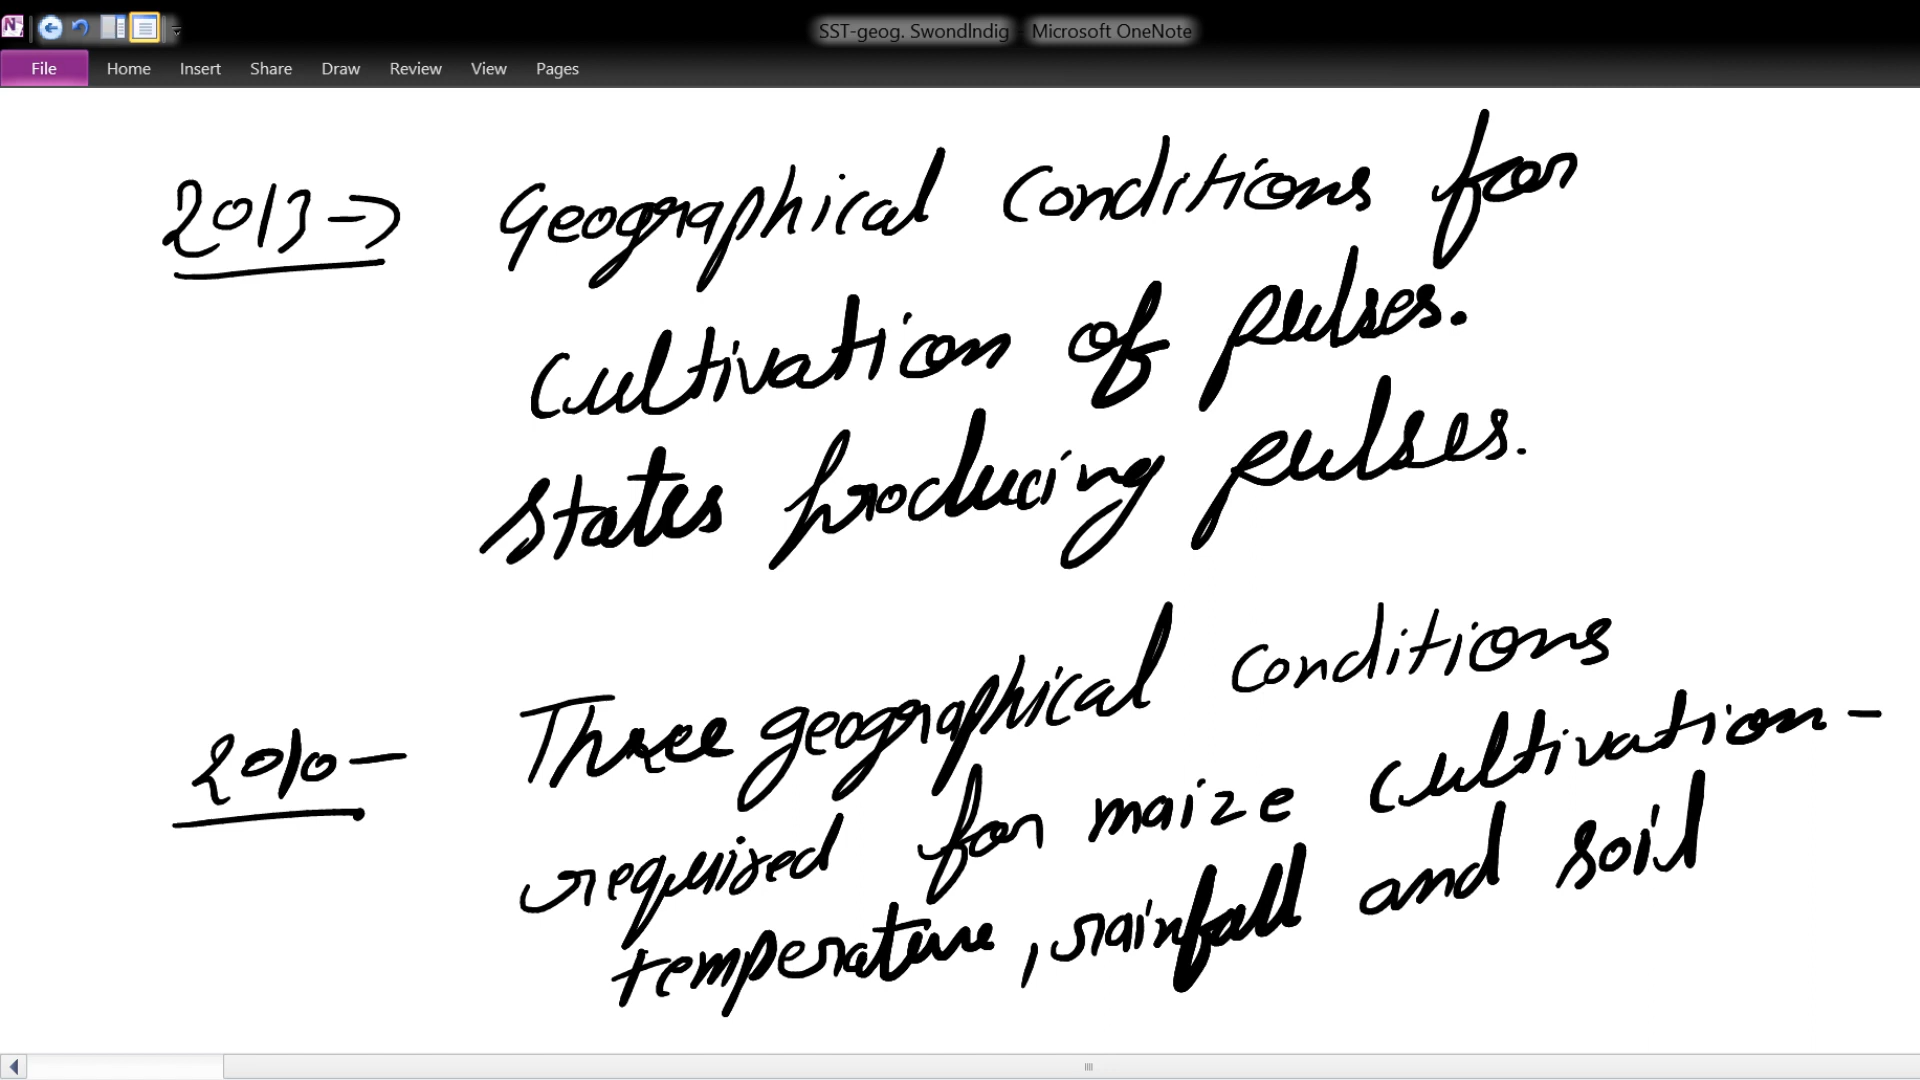 SST-geog. SwondIndig - Microsoft OneNote
File Home Insert Share Draw Review View Pages
2013 → Geographical conditions for
cultivation of pulses.
states producing pulses.
2010 - Three geographical conditions
required for maize cultivation -
temperature, rainfall and soil